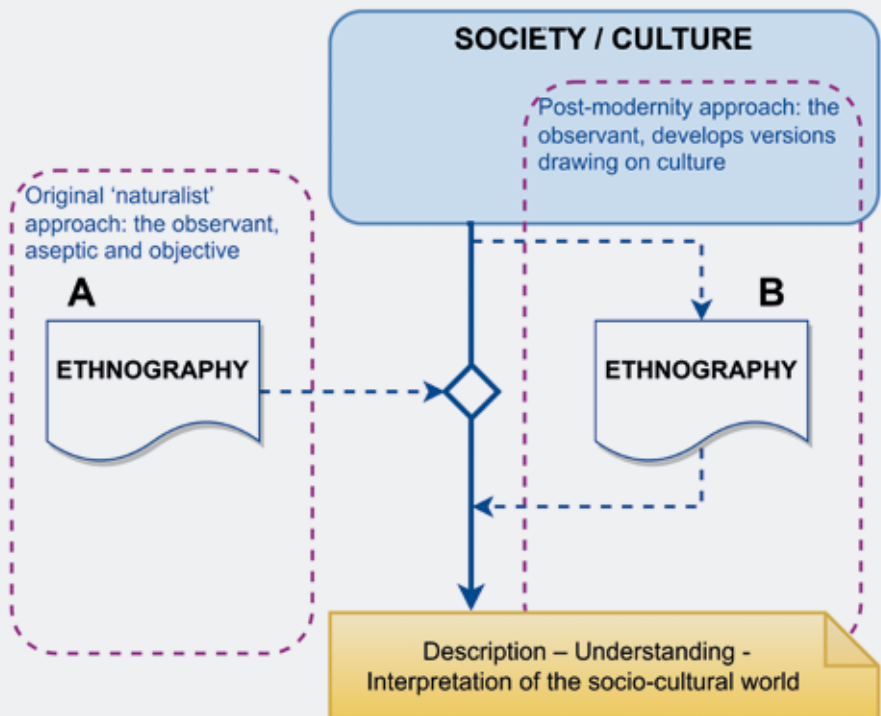 SOCIETY / CULTURE
Post-modernity approach: the
observant, develops versions
drawing on culture
Original ‘naturalist’
approach: the observant,
aseptic and objective
A
B
ETHNOGRAPHY
ETHNOGRAPHY
Description – Understanding -
Interpretation of the socio-cultural world